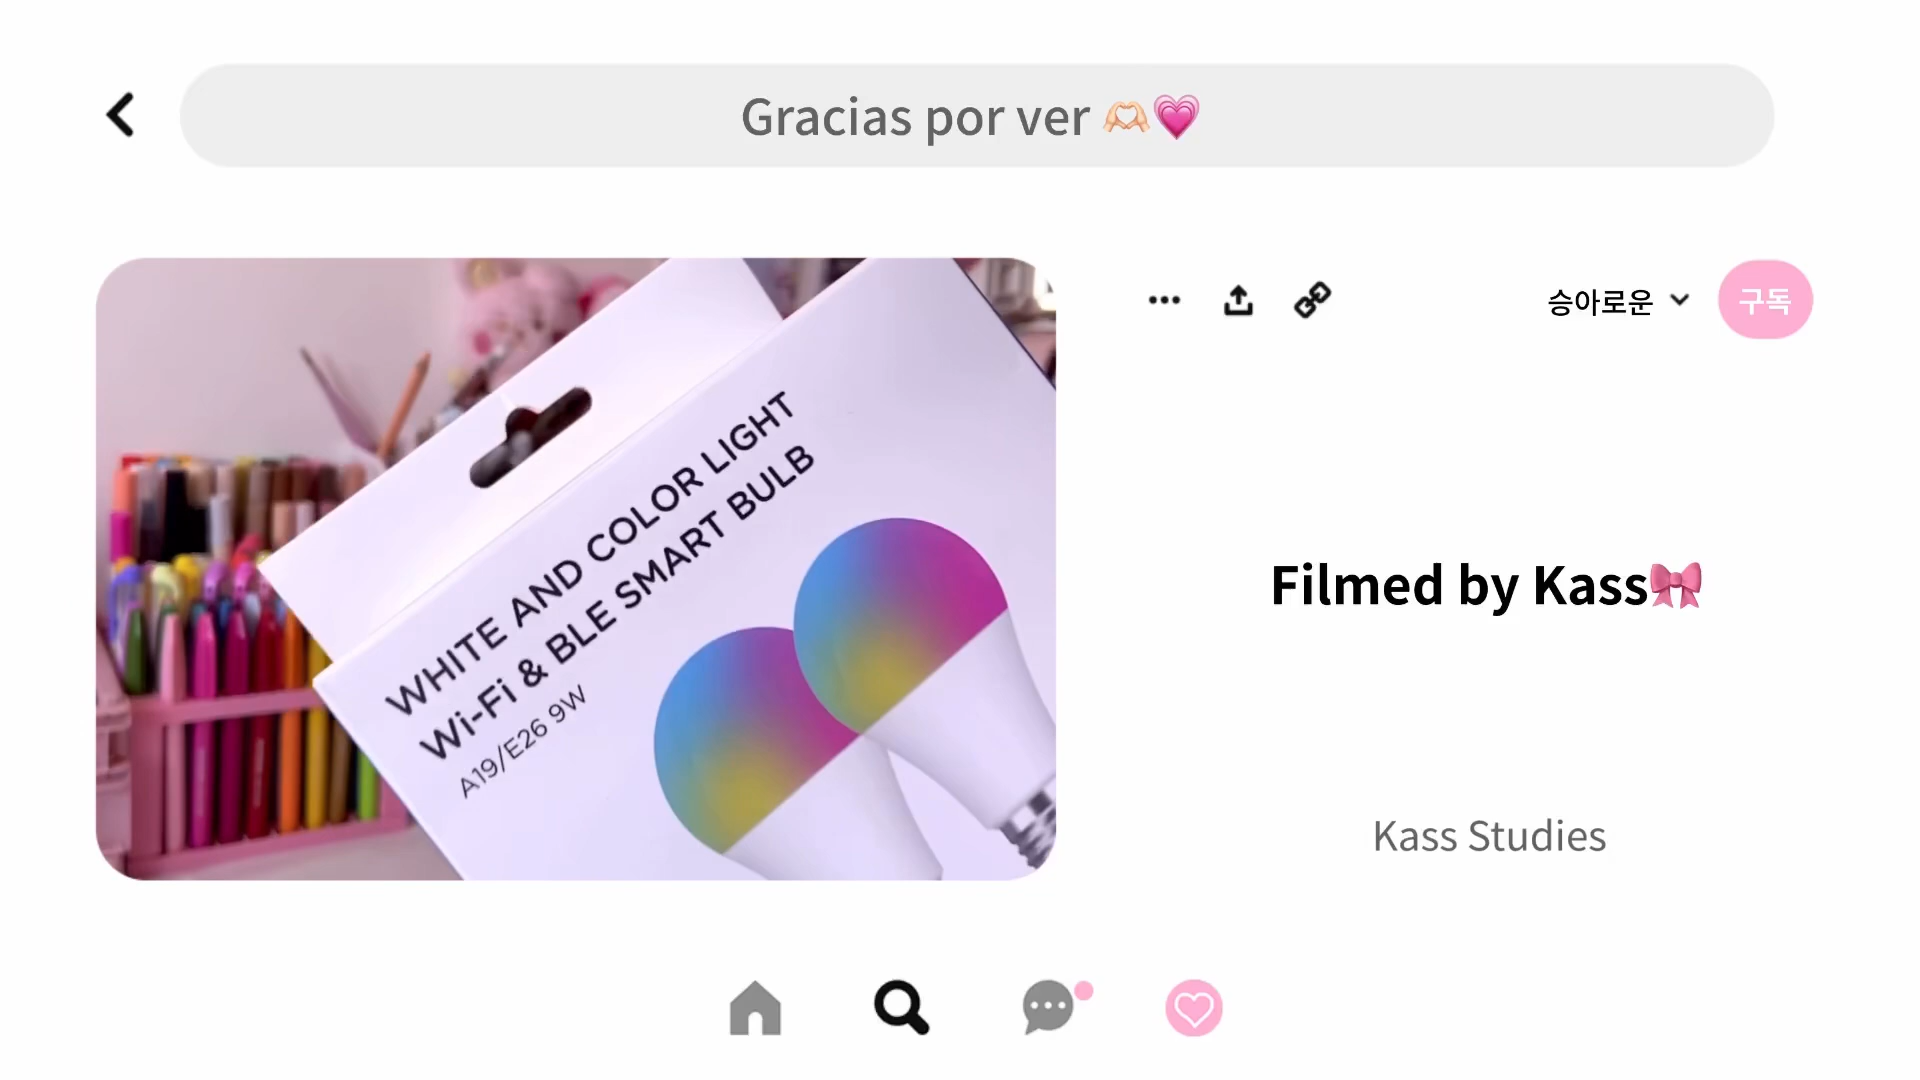 Gracias por ver 🫶🏻💗
WHITE AND COLOR LIGHT
Wi-Fi & BLE SMART BULB
A19/E26 9W
승아로운
구독
Filmed by Kass🎀
Kass Studies